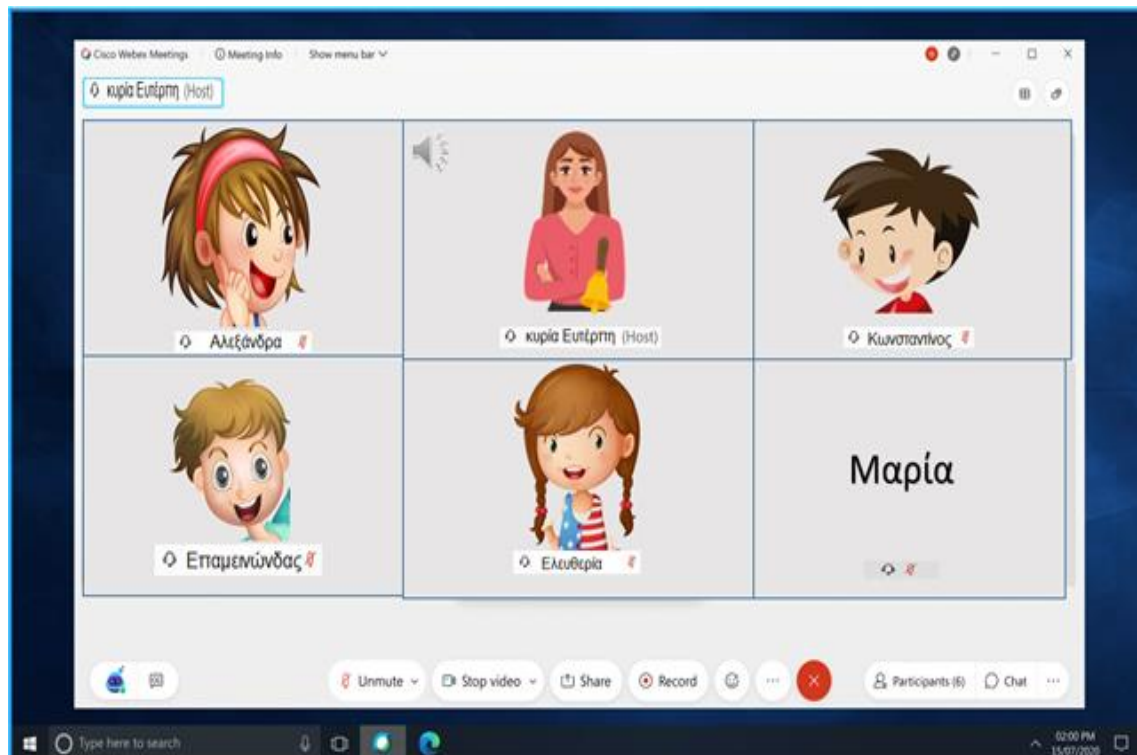 Cisco Webex Meetings Meeting Info Show menu bar
κυρία Ευτέρπη (Host)
Αλεξάνδρα
κυρία Ευτέρπη (Host)
Κωνσταντίνος
Μαρία
Επαμεινώνδας
Ελευθερία
Unmute Stop video Share Record Participants (6) Chat
Type here to search
02:00 PM
15/07/2020